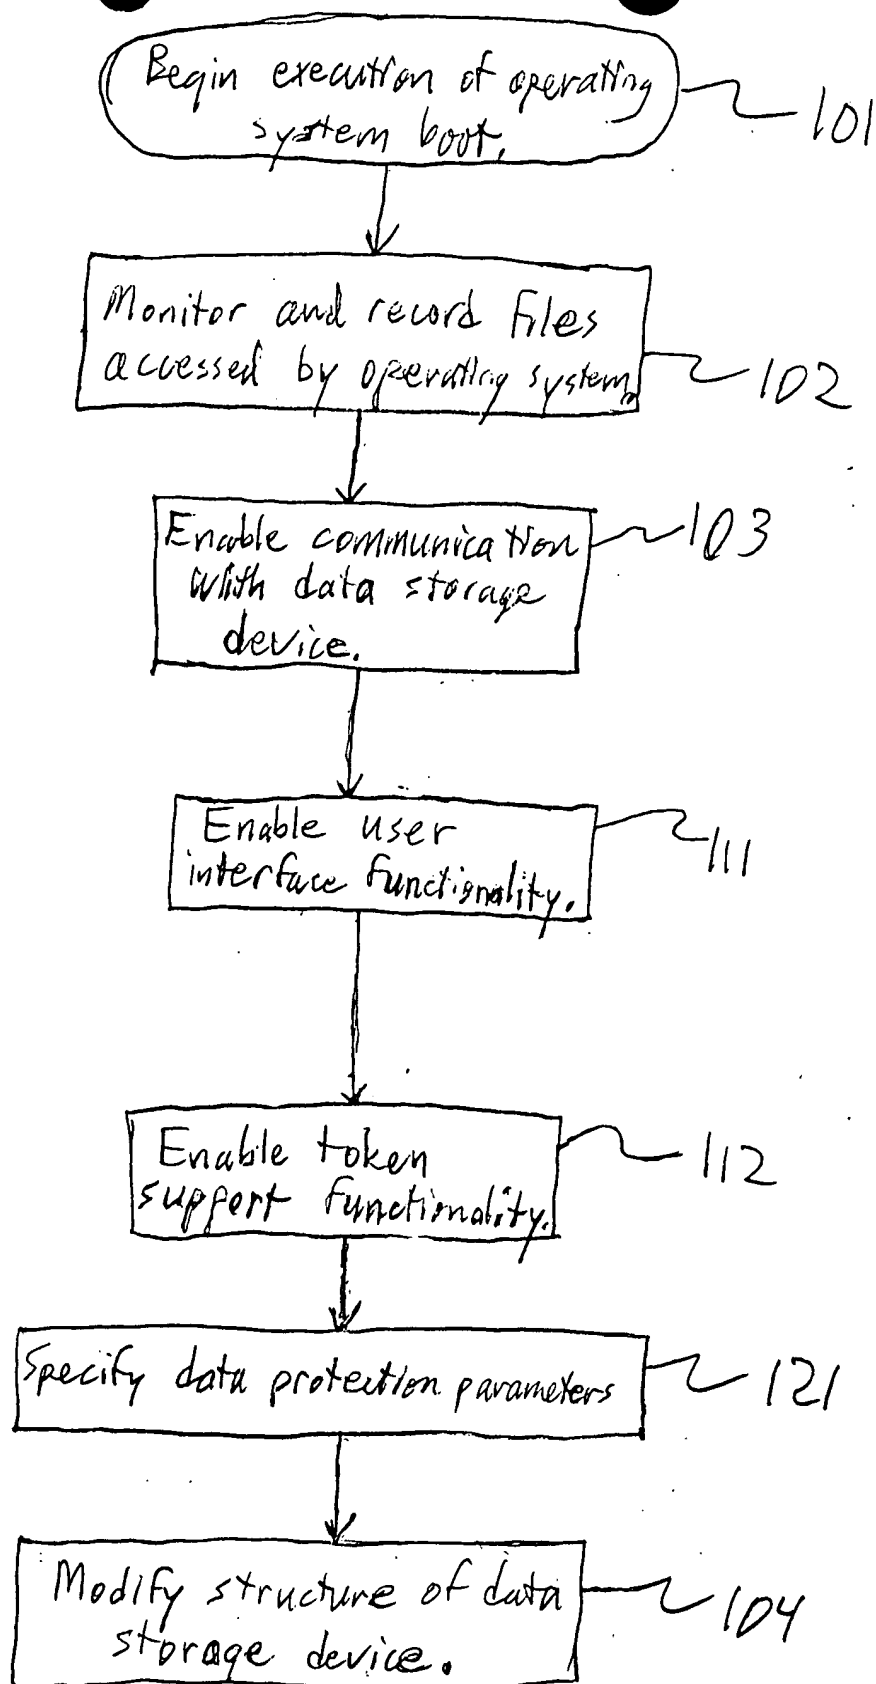 Begin execution of operating
system boot.
101
Monitor and record files
accessed by operating system.
102
Enable communication
with data storage
device.
103
Enable user
interface functionality.
111
Enable token
support functionality.
112
Specify data protection parameters
121
Modify structure of data
storage device.
104